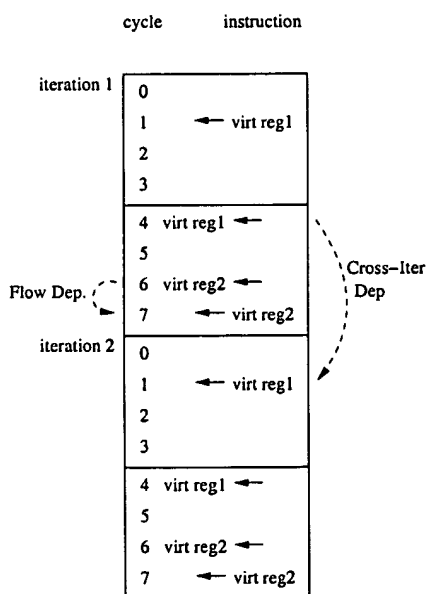 cycle instruction
iteration 1
0
1 ← virt reg1
2
3
4 virt reg1 ←
5
6 virt reg2 ←
Flow Dep.
7 ← virt reg2
Cross-Iter
Dep
iteration 2
0
1 ← virt reg1
2
3
4 virt reg1 ←
5
6 virt reg2 ←
7 ← virt reg2